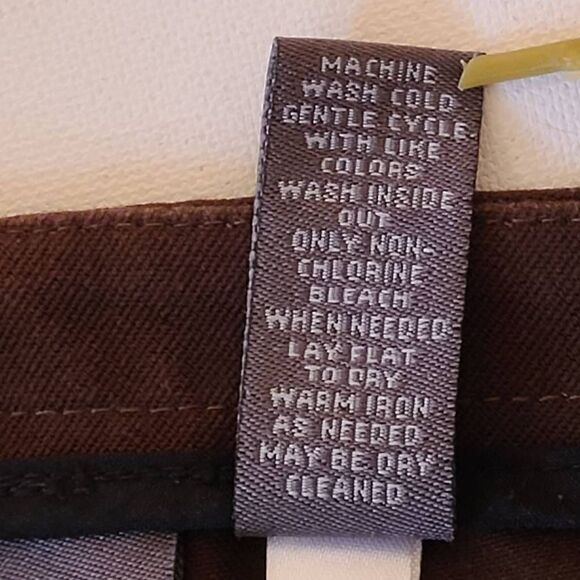 MACHINE
WASH COLD
GENTLE CYCLE
WITH LIKE
COLORS
WASH INSIDE
OUT
ONLY NON-
CHLORINE
BLEACH
WHEN NEEDED
LAY FLAT
TO DRY
WARM IRON
AS NEEDED
MAY BE DRY
CLEANED